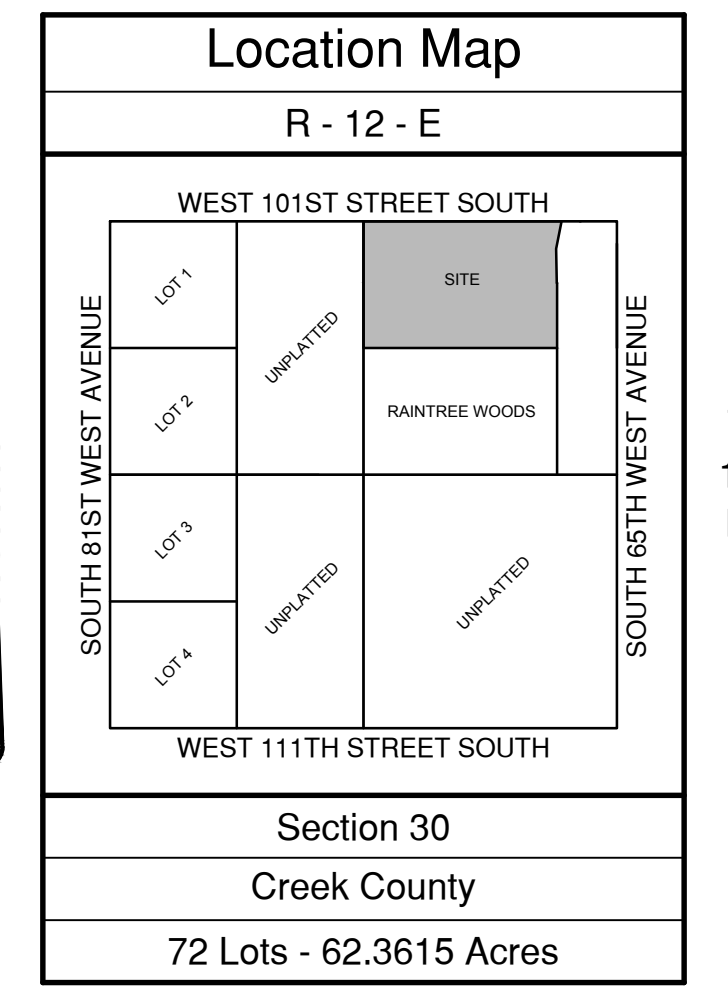 Location Map
R - 12 - E
WEST 101ST STREET SOUTH
LOT 1
UNPLATTED
SITE
SOUTH 81ST WEST AVENUE
SOUTH 65TH WEST AVENUE
LOT 2
RAINTREE WOODS
LOT 3
UNPLATTED
UNPLATTED
LOT 4
WEST 111TH STREET SOUTH
Section 30
Creek County
72 Lots - 62.3615 Acres